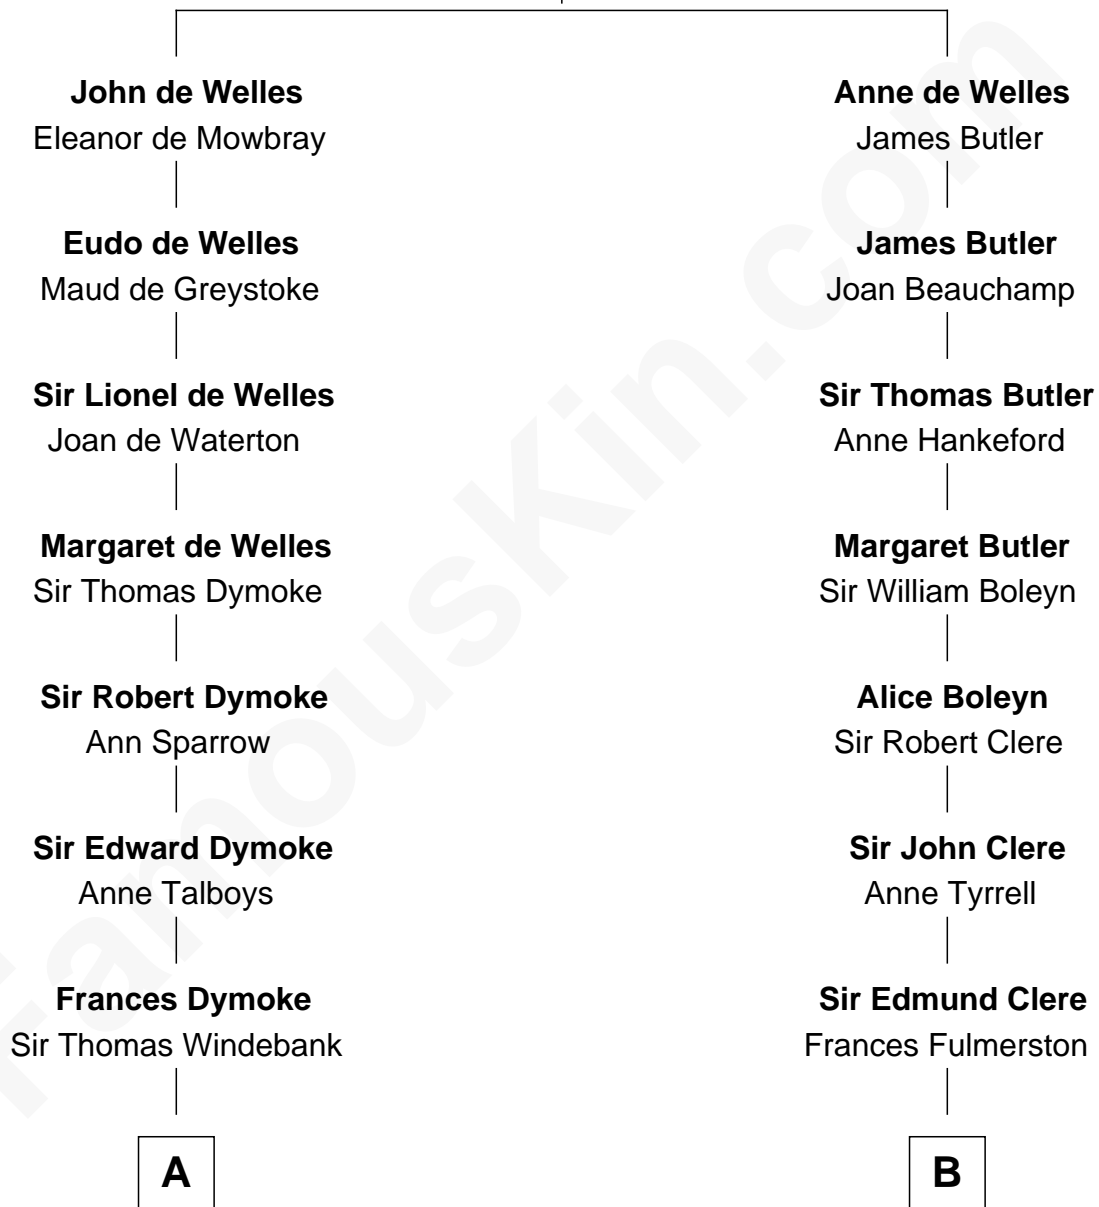 John de Welles
Eleanor de Mowbray
Eudo de Welles
Maud de Greystoke
Sir Lionel de Welles
Joan de Waterton
Margaret de Welles
Sir Thomas Dymoke
Sir Robert Dymoke
Ann Sparrow
Sir Edward Dymoke
Anne Talboys
Frances Dymoke
Sir Thomas Windebank
A
Anne de Welles
James Butler
James Butler
Joan Beauchamp
Sir Thomas Butler
Anne Hankeford
Margaret Butler
Sir William Boleyn
Alice Boleyn
Sir Robert Clere
Sir John Clere
Anne Tyrrell
Sir Edmund Clere
Frances Fulmerston
B
FamousKin.com